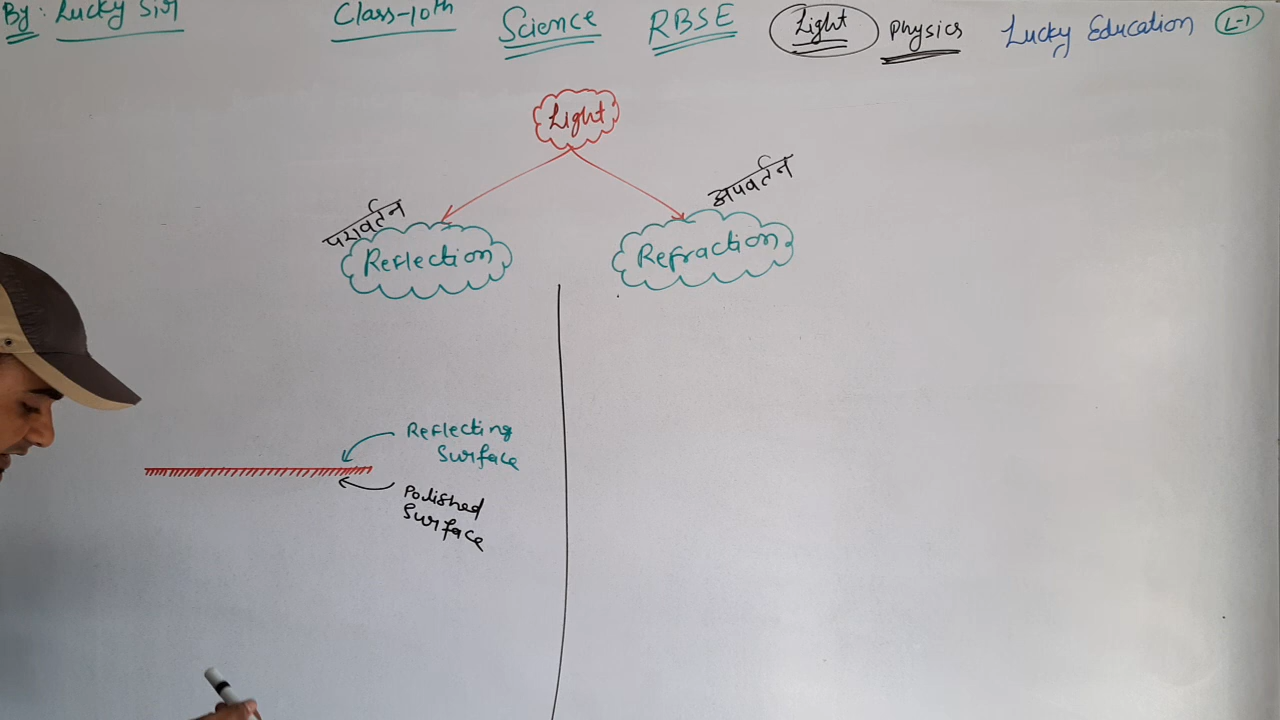 By: Lucky Sir Class-10th Science RBSE Light Physics Lucky Education L-1
Light
परावर्तन
अपवर्तन
Reflection
Refraction
Reflecting
Surface
Polished
Surface